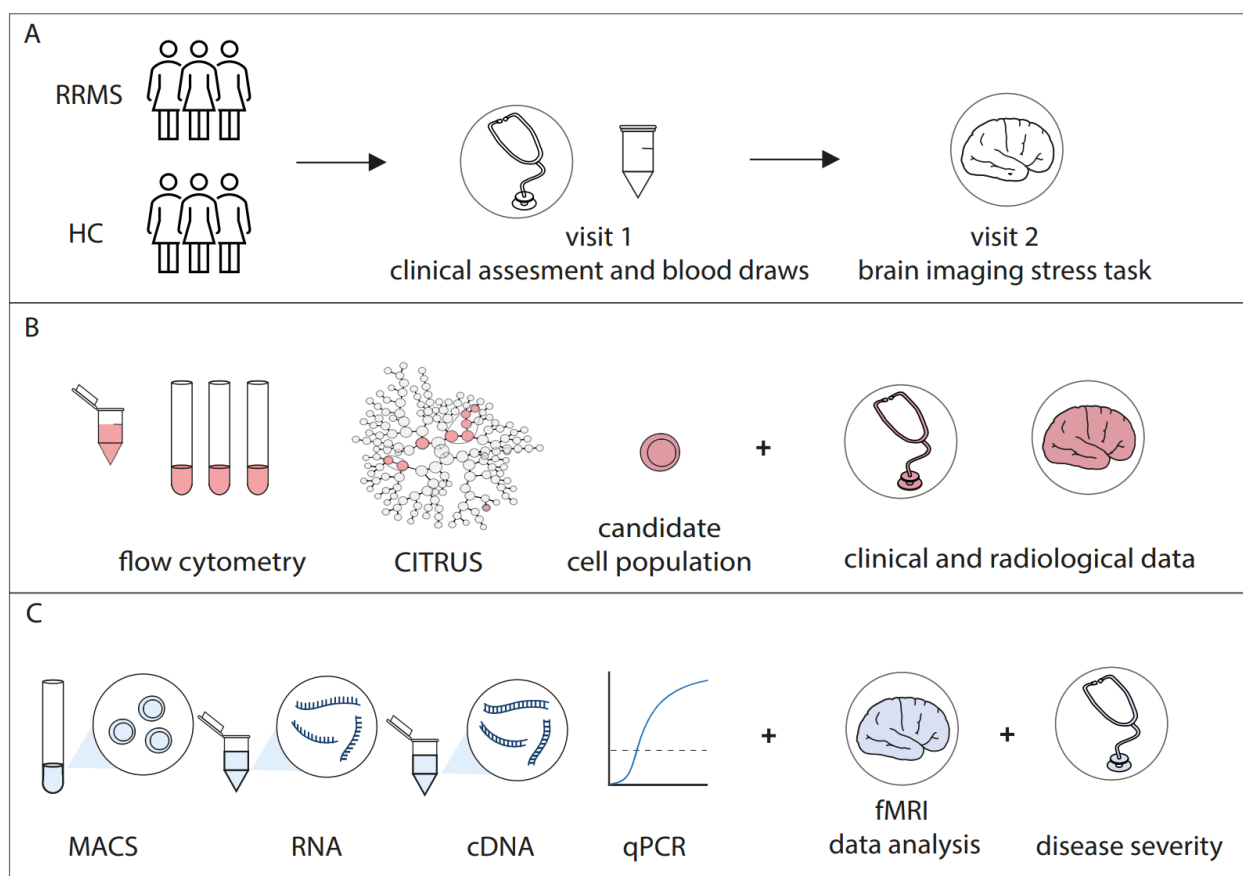 A
RRMS
HC
visit 1
clinical assesment and blood draws
visit 2
brain imaging stress task
B
flow cytometry
CITRUS
candidate
cell population
+
clinical and radiological data
C
MACS
RNA
cDNA
qPCR
+
fMRI
data analysis
+
disease severity